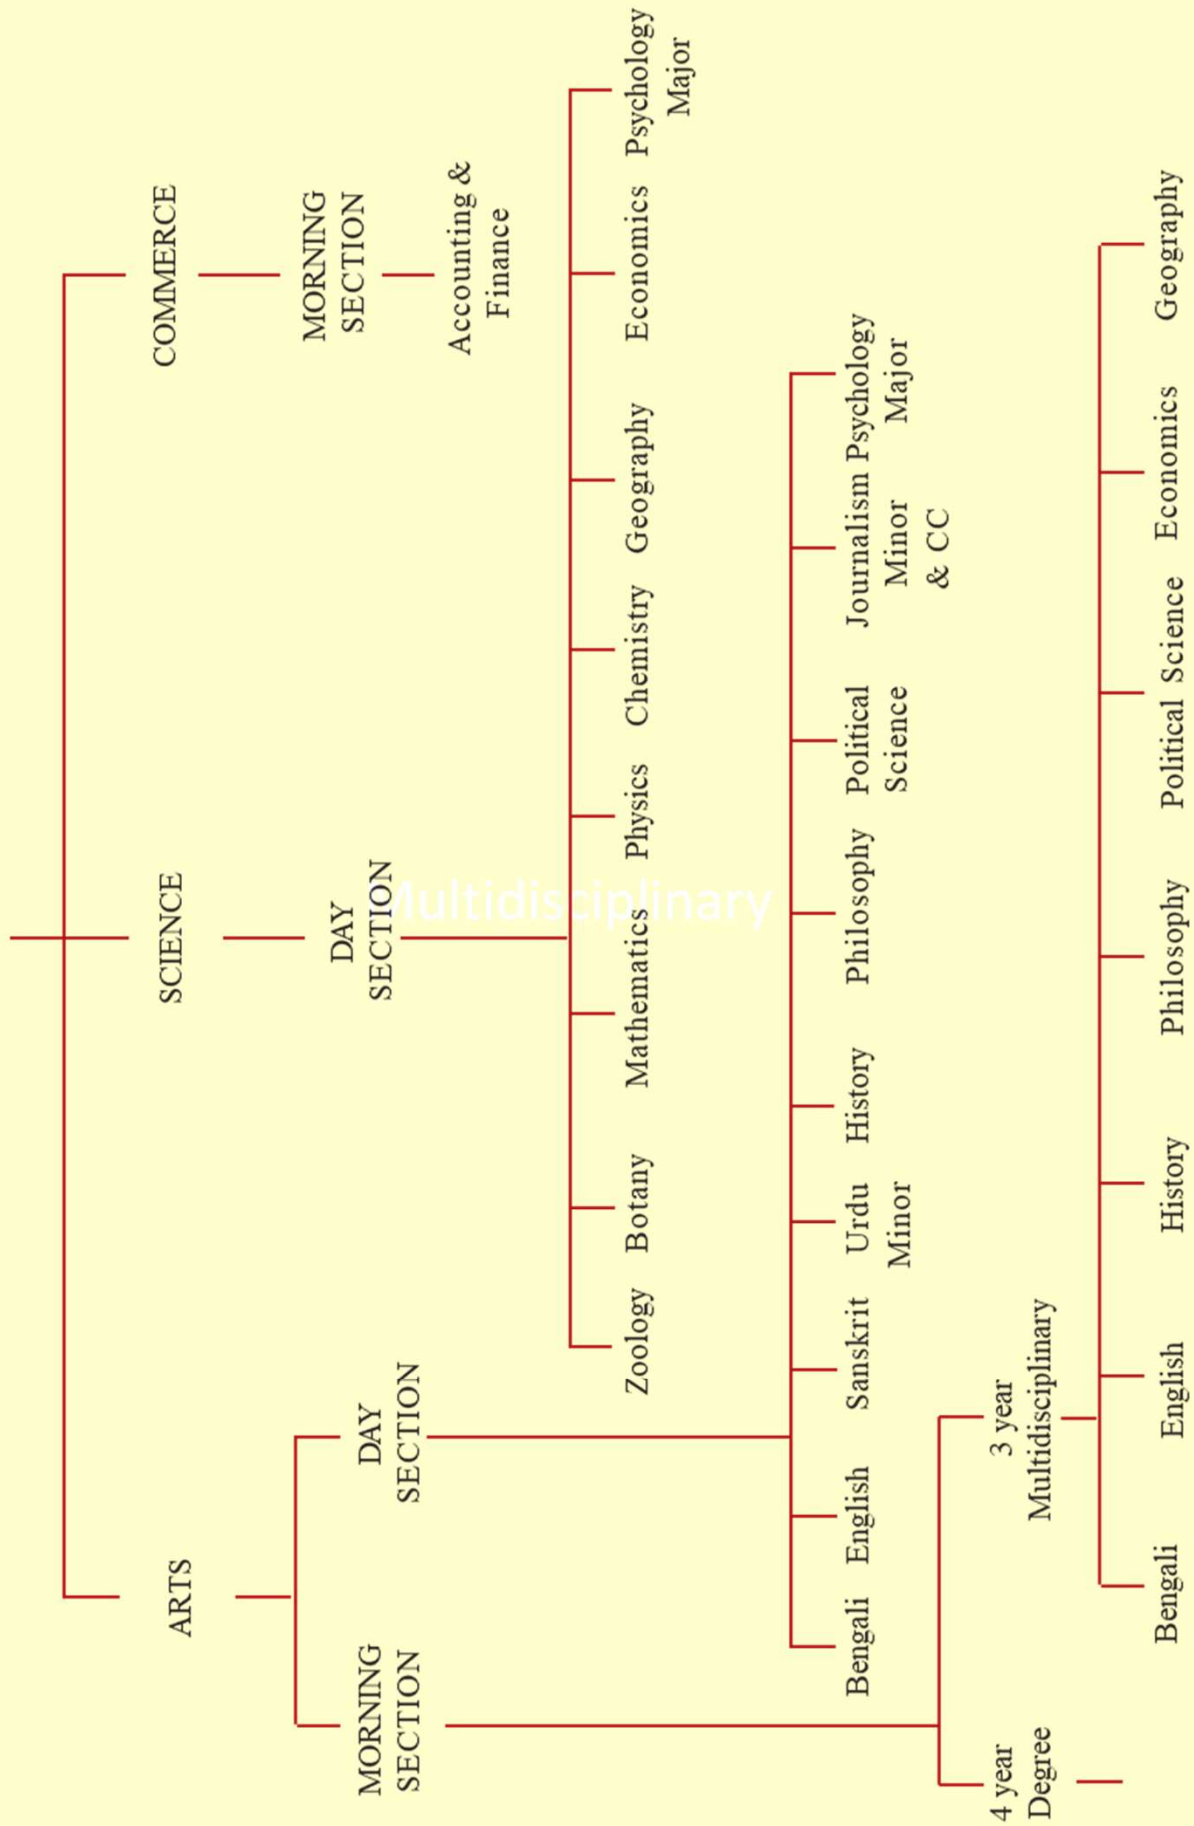 ARTS
SCIENCE
COMMERCE
MORNING
SECTION
DAY
SECTION
DAY
SECTION
MORNING
SECTION
Accounting &
Finance
Zoology
Botany
Mathematics
Physics
Chemistry
Geography
Economics
Psychology
Major
Multidisciplinary
Bengali
English
Sanskrit
Urdu
Minor
History
Philosophy
Political
Science
Journalism
Minor
& CC
Psychology
Major
4 year
Degree
3 year
Multidisciplinary
Bengali
English
History
Philosophy
Political Science
Economics
Geography